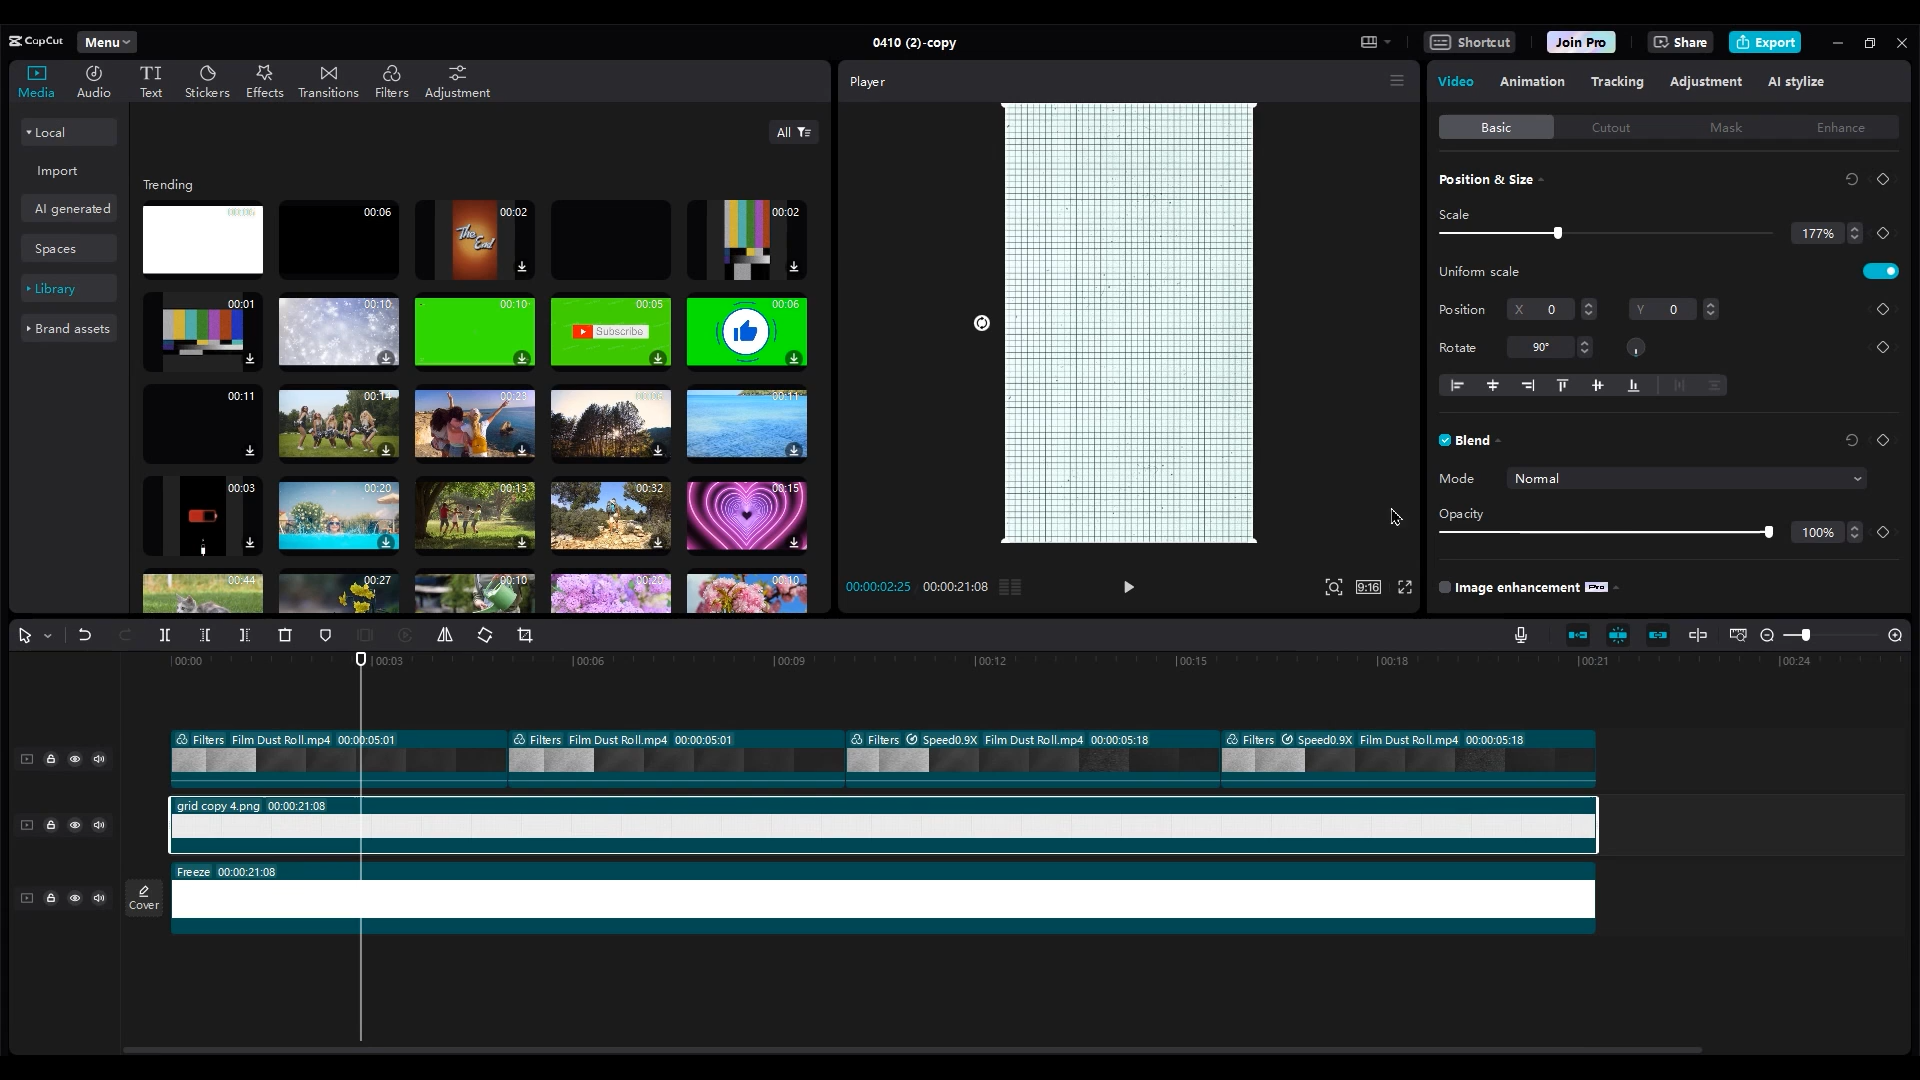 CapCut
Menu
0410 (2)-copy
Shortcut
Join Pro
Share
Export
Media
Audio
TI
Text
Stickers
Effects
Transitions
Filters
Adjustment
Local
Import
AI generated
Spaces
Library
Brand assets
All
Trending
00:06
00:02
The End
00:02
00:01
00:10
00:10
00:05
Subscribe
00:06
00:11
00:14
00:23
00:11
00:03
00:20
00:13
00:32
00:15
00:44
00:27
00:10
00:20
00:10
Player
00:00:02:25
00:00:21:08
9:16
Video
Animation
Tracking
Adjustment
AI stylize
Basic
Cutout
Mask
Enhance
Position & Size
Scale
177%
Uniform scale
Position
X 0
Y 0
Rotate
90°
Blend
Mode
Normal
Opacity
100%
Image enhancement
Pro
00:00
00:03
00:06
00:09
00:12
00:15
00:18
00:21
00:24
Filters Film Dust Roll.mp4 00:00:05:01
Filters Film Dust Roll.mp4 00:00:05:01
Filters Speed0.9X Film Dust Roll.mp4 00:00:05:18
Filters Speed0.9X Film Dust Roll.mp4 00:00:05:18
grid copy 4.png 00:00:21:08
Freeze 00:00:21:08
Cover